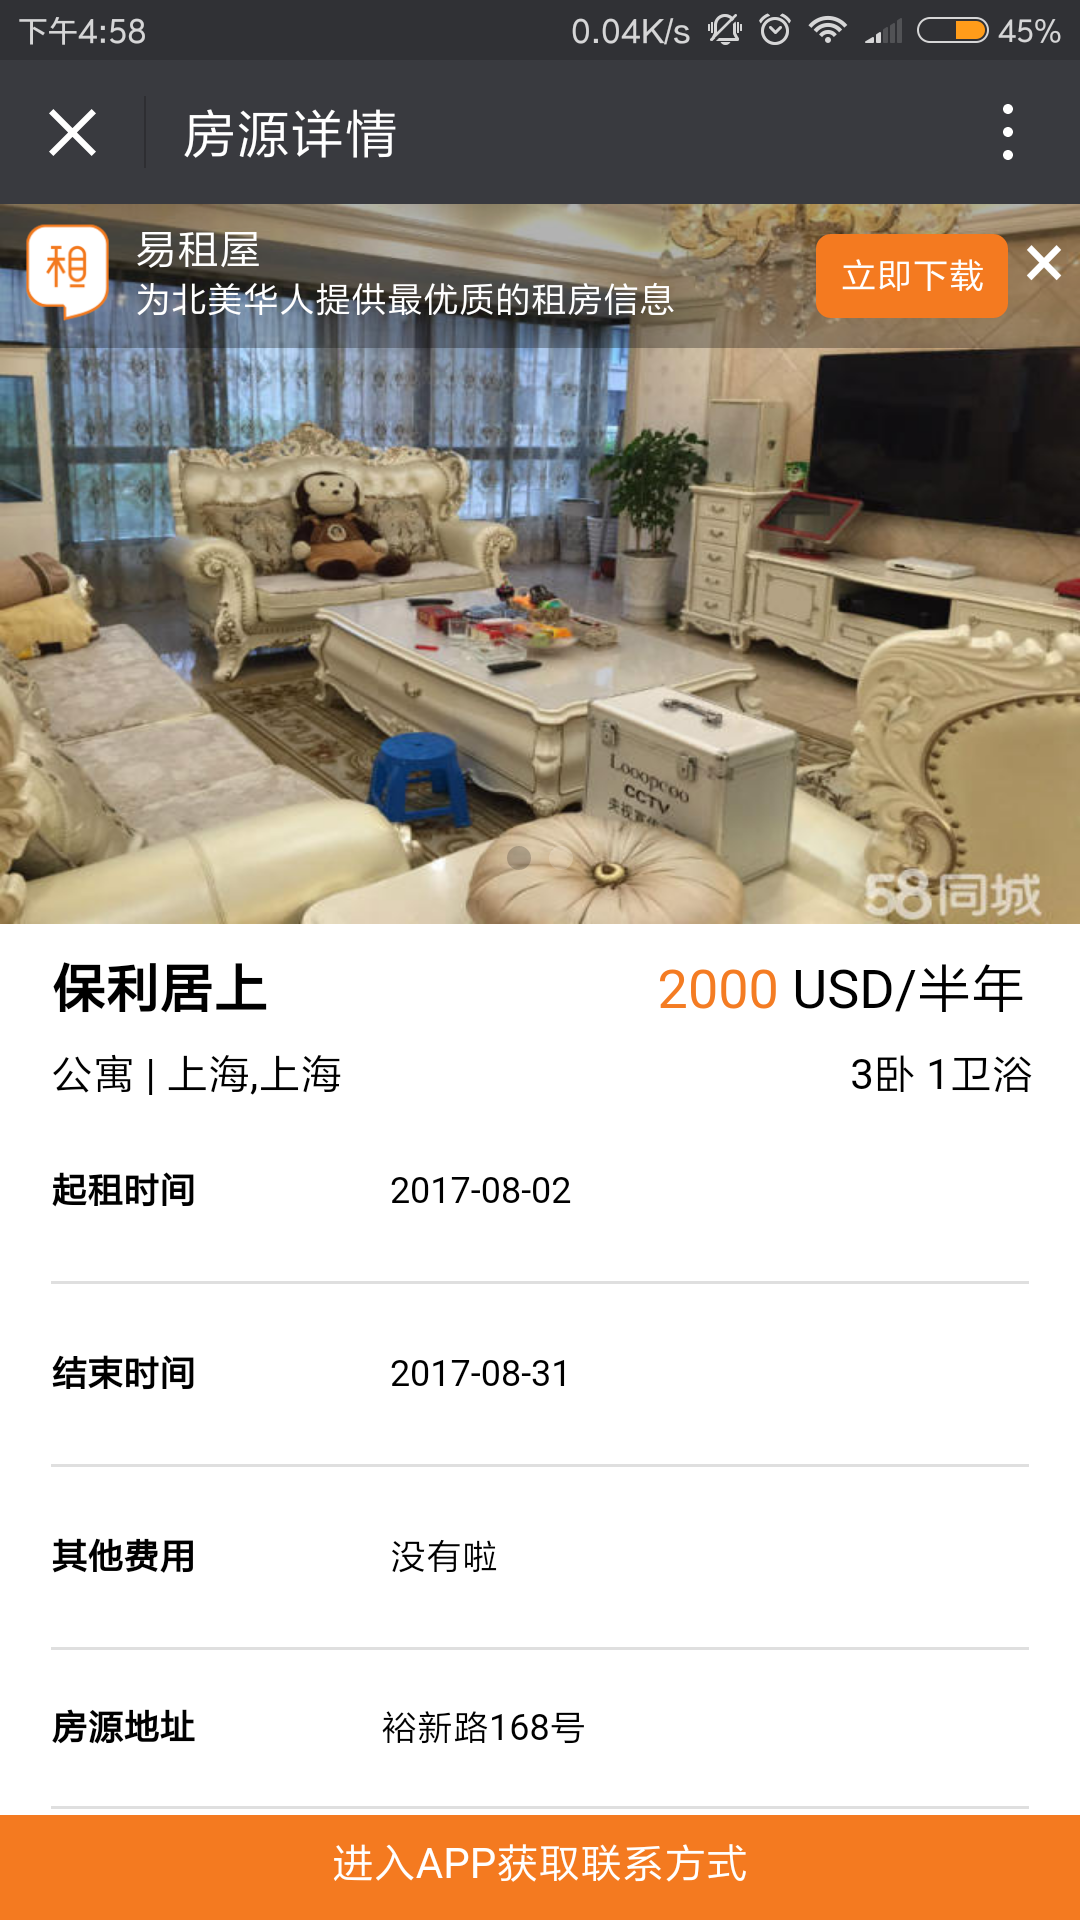 下午4:58
0.04K/s
45%
房源详情
租
易租屋
为北美华人提供最优质的租房信息
立即下载
Looopcoo
CCTV
58同城
保利居上
2000 USD/半年
公寓 | 上海,上海
3卧 1卫浴
起租时间 2017-08-02
结束时间 2017-08-31
其他费用 没有啦
房源地址 裕新路168号
进入APP获取联系方式